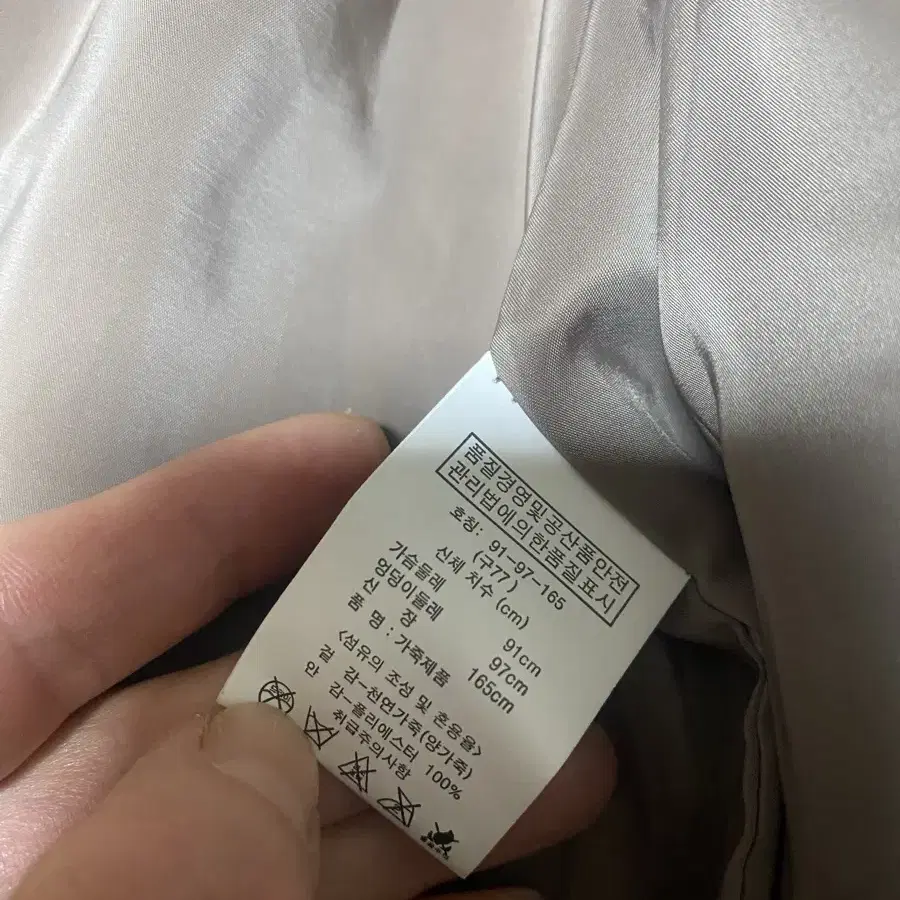 품질경영및공산품안전
관리법에의한품질표시
호칭: 91-97-165
(구77)
신체 치수 (cm)
가슴둘레 91cm
엉덩이둘레 97cm
신 장 165cm
품 명 : 가죽제품
<섬유의 조성 및 혼용율>
겉 감-천연가죽(양가죽)
안 감-폴리에스터 100%
취급주의사항